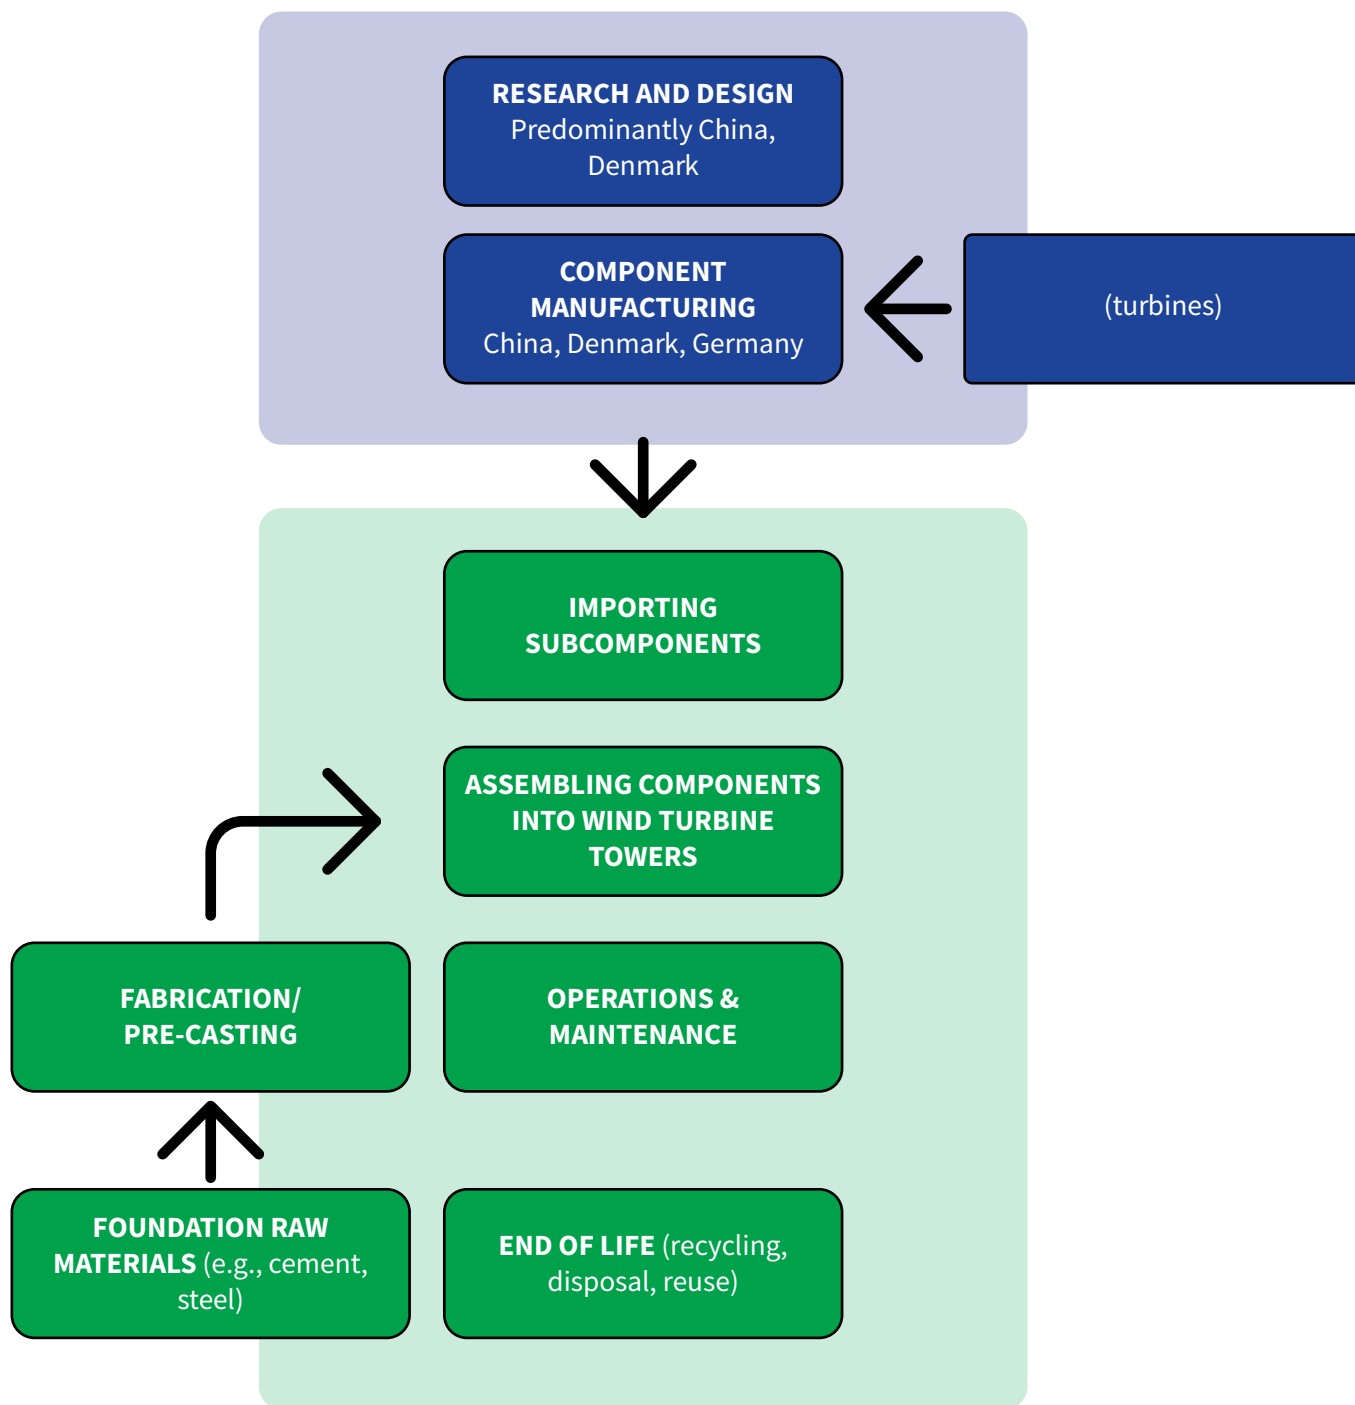 RESEARCH AND DESIGN
Predominantly China,
Denmark
COMPONENT
MANUFACTURING
China, Denmark, Germany
(turbines)
IMPORTING
SUBCOMPONENTS
ASSEMBLING COMPONENTS
INTO WIND TURBINE
TOWERS
FABRICATION/
PRE-CASTING
OPERATIONS &
MAINTENANCE
FOUNDATION RAW
MATERIALS (e.g., cement,
steel)
END OF LIFE (recycling,
disposal, reuse)